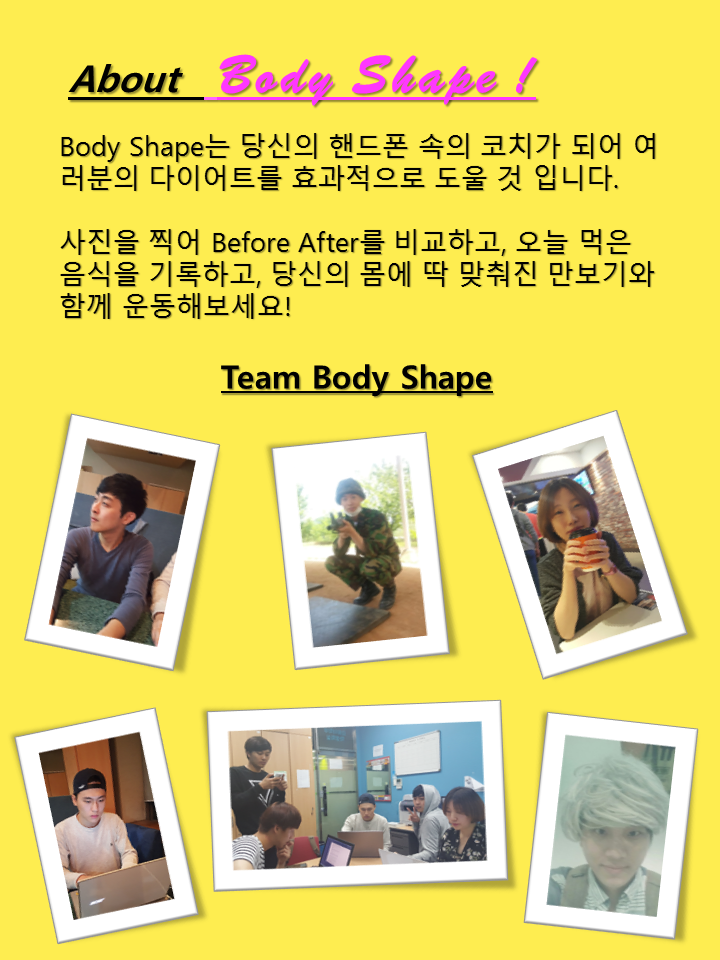 About Body Shape !
Body Shape는 당신의 핸드폰 속의 코치가 되어 여
러분의 다이어트를 효과적으로 도울 것 입니다.
사진을 찍어 Before After를 비교하고, 오늘 먹은
음식을 기록하고, 당신의 몸에 딱 맞춰진 만보기와
함께 운동해보세요!
Team Body Shape